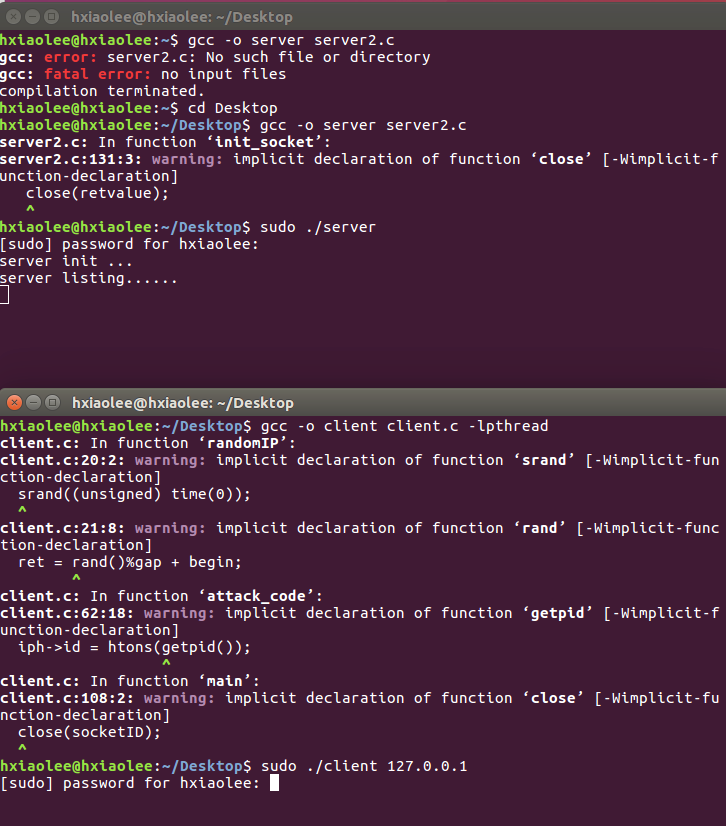 hxiaolee@hxiaolee: ~/Desktop
hxiaolee@hxiaolee:~$ gcc -o server server2.c
gcc: error: server2.c: No such file or directory
gcc: fatal error: no input files
compilation terminated.
hxiaolee@hxiaolee:~$ cd Desktop
hxiaolee@hxiaolee:~/Desktop$ gcc -o server server2.c
server2.c: In function ‘init_socket’:
server2.c:131:3: warning: implicit declaration of function ‘close’ [-Wimplicit-f
unction-declaration]
   close(retvalue);
   ^
hxiaolee@hxiaolee:~/Desktop$ sudo ./server
[sudo] password for hxiaolee:
server init ...
server listing......
hxiaolee@hxiaolee: ~/Desktop
hxiaolee@hxiaolee:~/Desktop$ gcc -o client client.c -lpthread
client.c: In function ‘randomIP’:
client.c:20:2: warning: implicit declaration of function ‘srand’ [-Wimplicit-fun
ction-declaration]
  srand((unsigned) time(0));
  ^
client.c:21:8: warning: implicit declaration of function ‘rand’ [-Wimplicit-func
tion-declaration]
  ret = rand()%gap + begin;
        ^
client.c: In function ‘attack_code’:
client.c:62:18: warning: implicit declaration of function ‘getpid’ [-Wimplicit-f
unction-declaration]
  iph->id = htons(getpid());
                  ^
client.c: In function ‘main’:
client.c:108:2: warning: implicit declaration of function ‘close’ [-Wimplicit-fu
nction-declaration]
  close(socketID);
  ^
hxiaolee@hxiaolee:~/Desktop$ sudo ./client 127.0.0.1
[sudo] password for hxiaolee: